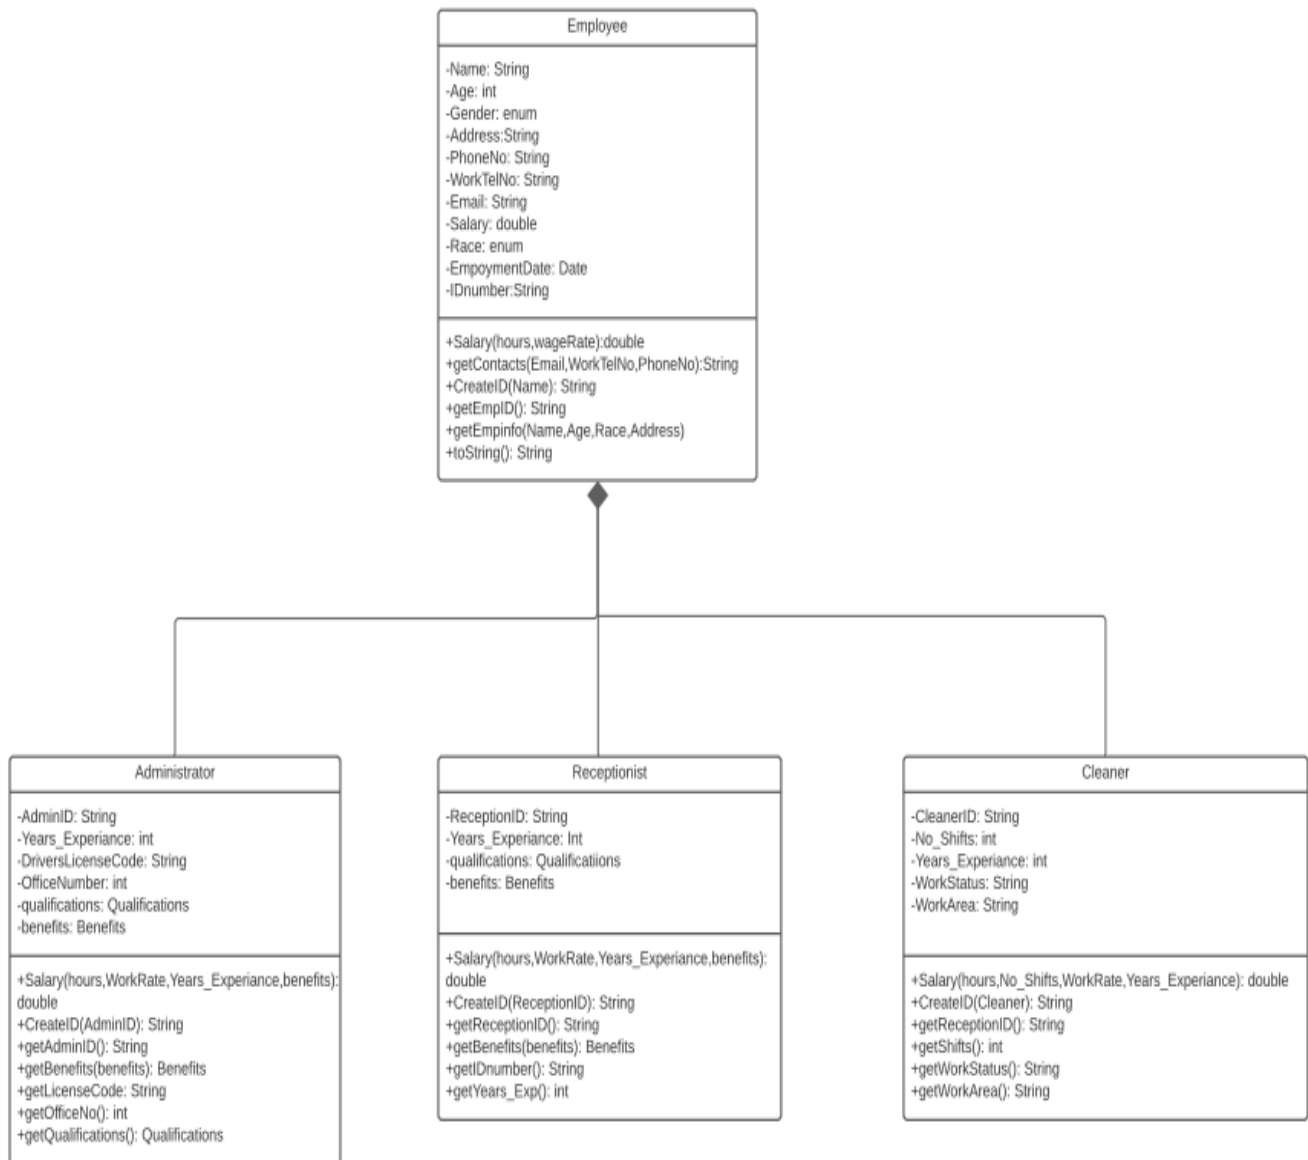 Employee
-Name: String
-Age: int
-Gender: enum
-Address:String
-PhoneNo: String
-WorkTelNo: String
-Email: String
-Salary: double
-Race: enum
-EmpoymentDate: Date
-IDnumber:String
+Salary(hours,wageRate):double
+getContacts(Email,WorkTelNo,PhoneNo):String
+CreateID(Name): String
+getEmpID(): String
+getEmpinfo(Name,Age,Race,Address)
+toString(): String
Administrator
-AdminID: String
-Years_Experiance: int
-DriversLicenseCode: String
-OfficeNumber: int
-qualifications: Qualifications
-benefits: Benefits
+Salary(hours,WorkRate,Years_Experiance,benefits):
double
+CreateID(AdminID): String
+getAdminID(): String
+getBenefits(benefits): Benefits
+getLicenseCode: String
+getOfficeNo(): int
+getQualifications(): Qualifications
Receptionist
-ReceptionID: String
-Years_Experiance: Int
-qualifications: Qualificatiions
-benefits: Benefits
+Salary(hours,WorkRate,Years_Experiance,benefits):
double
+CreateID(ReceptionID): String
+getReceptionID(): String
+getBenefits(benefits): Benefits
+getIDnumber(): String
+getYears_Exp(): int
Cleaner
-CleanerID: String
-No_Shifts: int
-Years_Experiance: int
-WorkStatus: String
-WorkArea: String
+Salary(hours,No_Shifts,WorkRate,Years_Experiance): double
+CreateID(Cleaner): String
+getReceptionID(): String
+getShifts(): int
+getWorkStatus(): String
+getWorkArea(): String